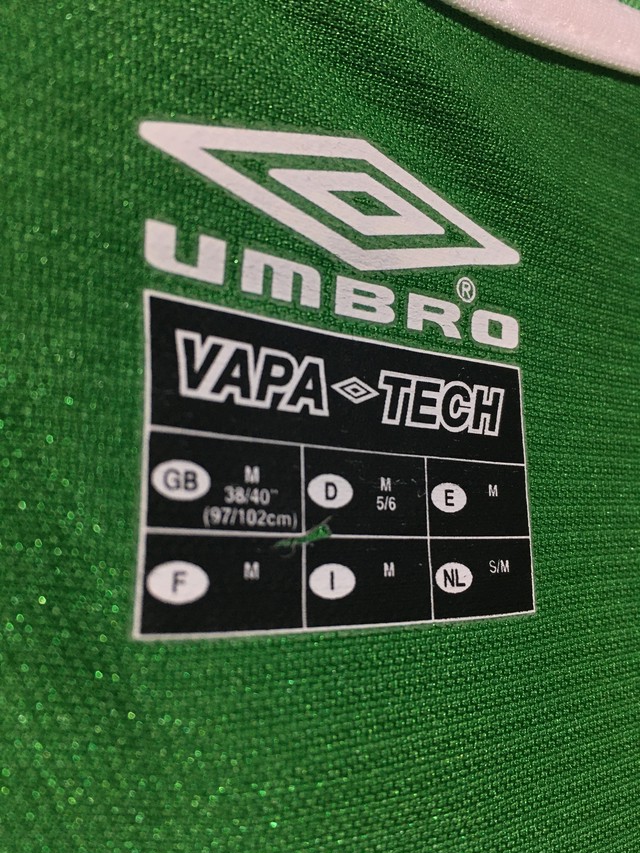 UMBRO®
VAPA TECH
GB M
38/40"
(97/102cm)
D M
5/6
E M
F M
I M
NL S/M